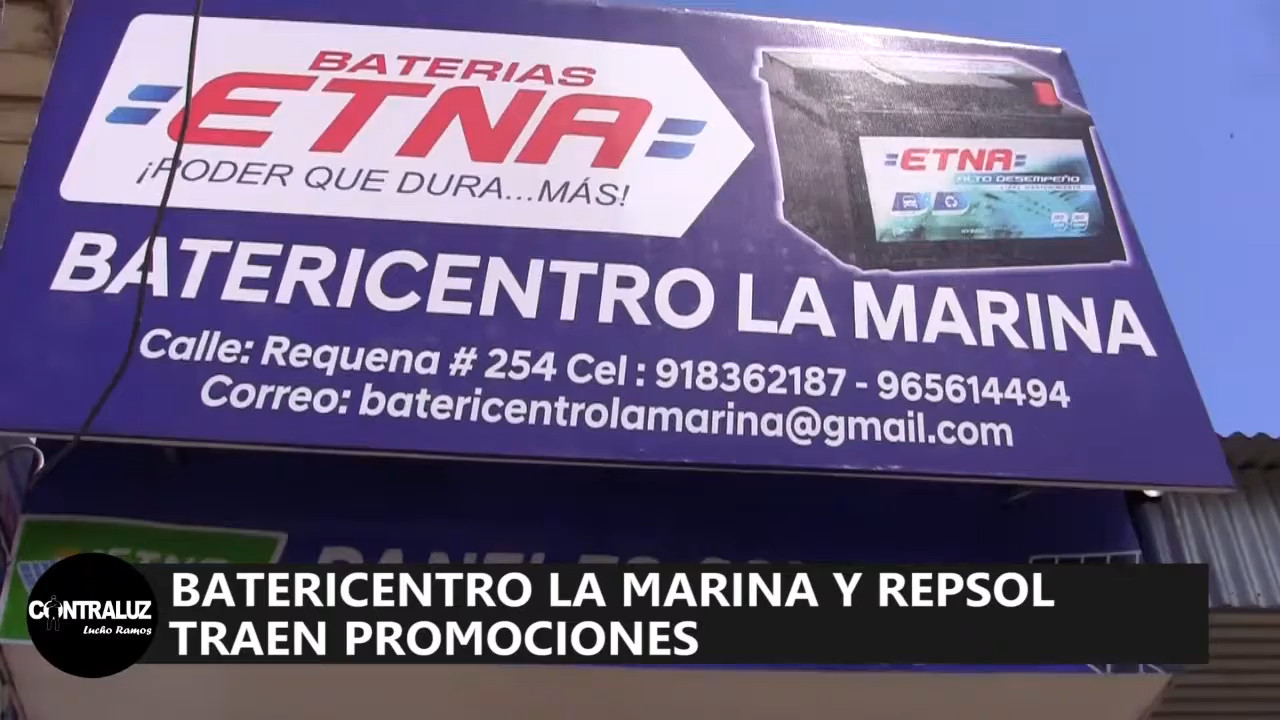 BATERIAS
ETNA
¡PODER QUE DURA...MÁS!
ETNA
ALTO DESEMPEÑO
BATERICENTRO LA MARINA
Calle: Requena # 254 Cel : 918362187 - 965614494
Correo: batericentrolamarina@gmail.com
CONTRALUZ
Lucho Ramos
BATERICENTRO LA MARINA Y REPSOL
TRAEN PROMOCIONES